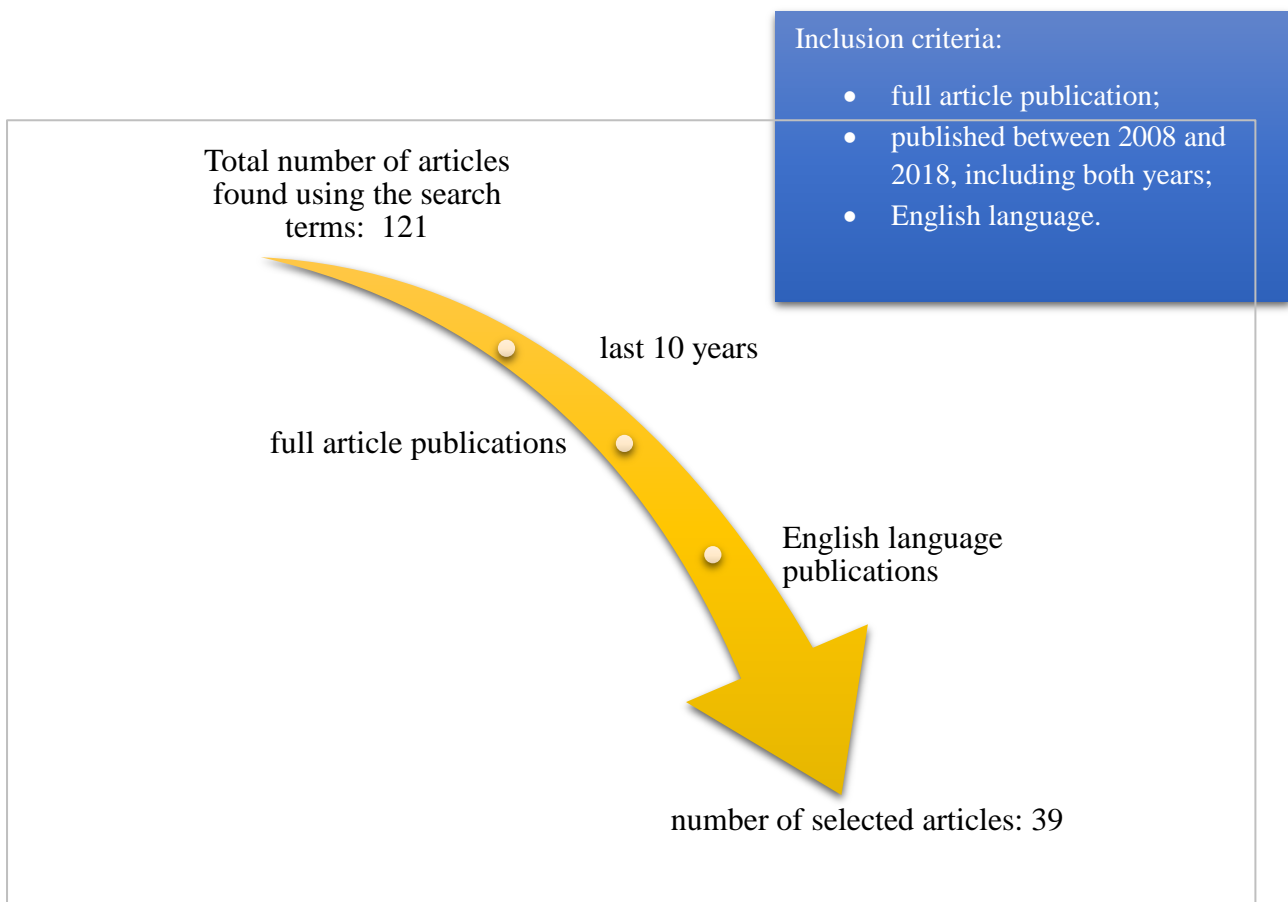 Inclusion criteria:
• full article publication;
• published between 2008 and
2018, including both years;
• English language.
Total number of articles
found using the search
terms: 121
last 10 years
full article publications
English language
publications
number of selected articles: 39